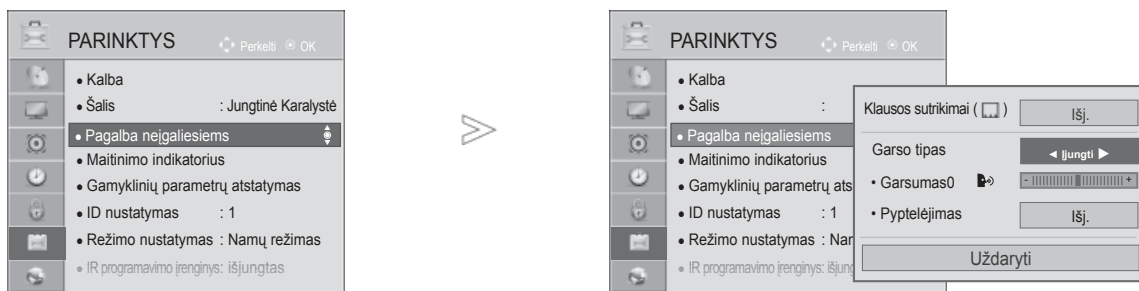 PARINKTYS Perkelti OK
• Kalba
• Šalis : Jungtinė Karalystė
• Pagalba neįgaliesiems
• Maitinimo indikatorius
• Gamyklinių parametrų atstatymas
• ID nustatymas : 1
• Režimo nustatymas : Namų režimas
• IR programavimo įrenginys: išjungtas
PARINKTYS Perkelti OK
• Kalba
• Šalis :
• Pagalba neįgaliesiems
• Maitinimo indikatorius
• Gamyklinių parametrų ats
• ID nustatymas : 1
• Režimo nustatymas : Nar
• IR programavimo įrenginys: išjung
Klausos sutrikimai ( ) Išj.
Garso tipas ◄ Įjungti ►
• Garsumas0 - +
• Pyptelėjimas Išj.
Uždaryti